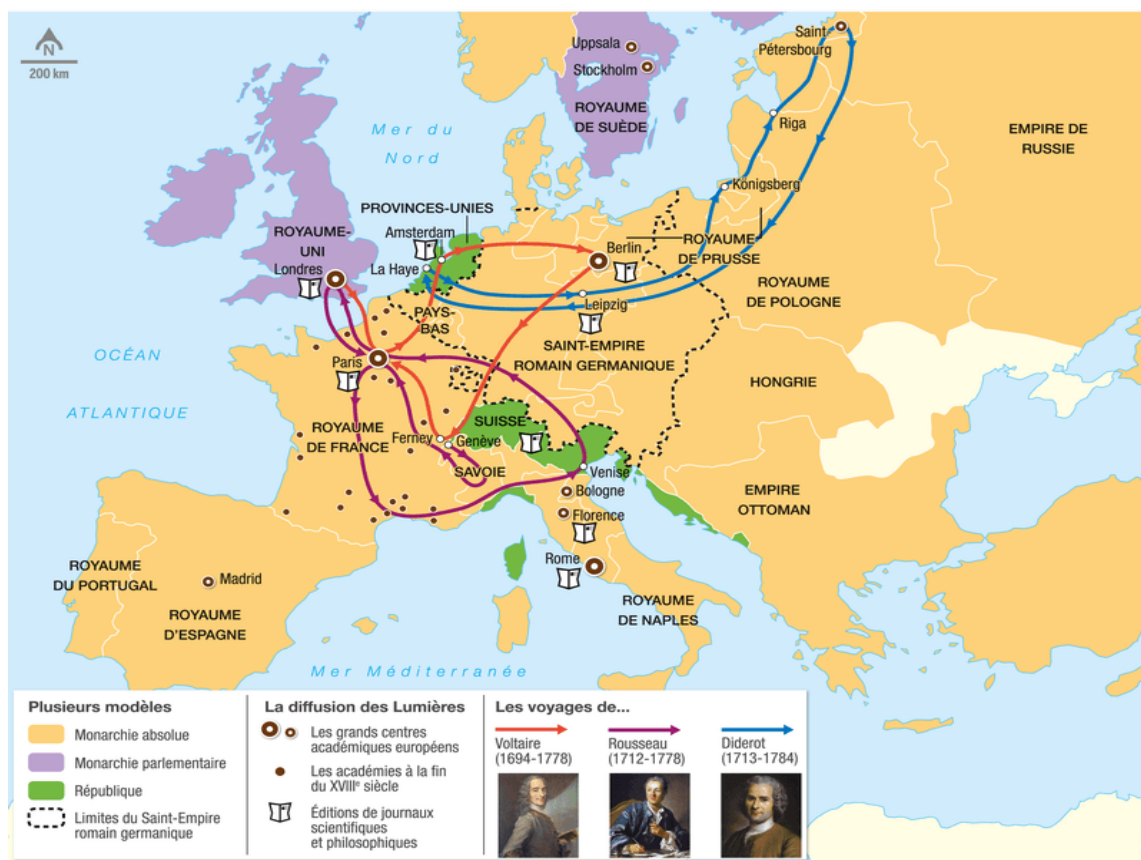 N
200 km
Uppsala
Stockholm
ROYAUME
DE SUÈDE
Saint-
Pétersbourg
Riga
EMPIRE DE
RUSSIE
Mer du
Nord
Königsberg
PROVINCES-UNIES
Amsterdam
La Haye
ROYAUME-
UNI
Londres
Berlin
ROYAUME
DE PRUSSE
Leipzig
ROYAUME
DE POLOGNE
PAYS-
BAS
SAINT-EMPIRE
ROMAIN GERMANIQUE
OCÉAN
ATLANTIQUE
Paris
HONGRIE
ROYAUME
DE FRANCE
Ferney
Genève
SUISSE
SAVOIE
Venise
Bologne
Florence
Rome
EMPIRE
OTTOMAN
ROYAUME
DU PORTUGAL
Madrid
ROYAUME
D'ESPAGNE
ROYAUME
DE NAPLES
Mer Méditerranée
Plusieurs modèles
Monarchie absolue
Monarchie parlementaire
République
Limites du Saint-Empire
romain germanique
La diffusion des Lumières
Les grands centres
académiques européens
Les académies à la fin
du XVIIIe siècle
Éditions de journaux
scientifiques
et philosophiques
Les voyages de...
Voltaire
(1694-1778)
Rousseau
(1712-1778)
Diderot
(1713-1784)